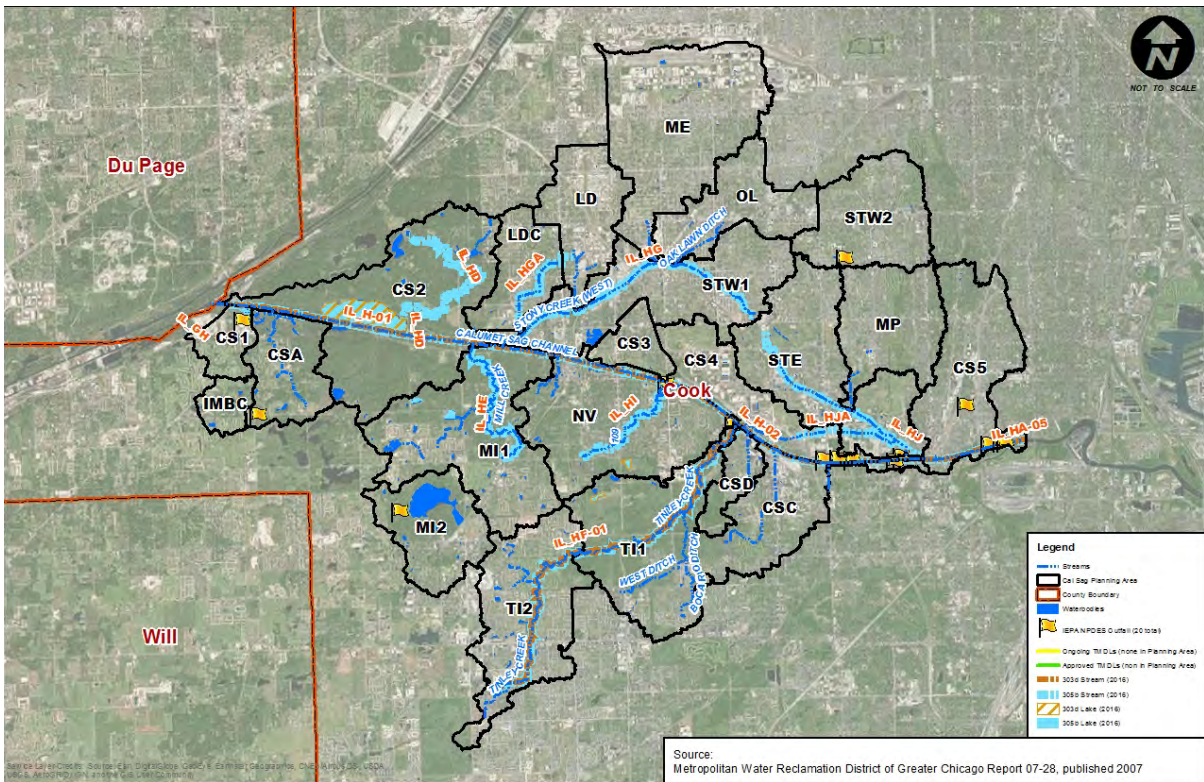 N
NOT TO SCALE
Du Page
ME
LD
OL
STW2
LDC
IL_HG
OAK LAWN DITCH
IL_HD
IL_HGA
CS2
STONY CREEK (WEST)
STW1
IL_H-01
IL_HD
IL_GH
CS1
CALUMET SAG CHANNEL
CS3
MP
CSA
CS4
STE
CS5
Cook
IMBC
MILL CREEK
IL_HE
NV
IL_HI
IL_H-02
IL_HJA
IL_HJ
IL_HA-05
MI1
CSD
CSC
TINLEY CREEK
MI2
IL_HF-01
TI1
WEST DITCH
TI2
Will
TINLEY CREEK
Legend
Streams
Cal Sag Planning Area
County Boundary
Waterbodies
IEPA NPDES Outfall (20 total)
Ongoing TMDLs (none in Planning Area)
Approved TMDLs (non in Planning Area)
303d Stream (2016)
305b Stream (2016)
303d Lake (2016)
305b Lake (2016)
Source:
Metropolitan Water Reclamation District of Greater Chicago Report 07-28, published 2007